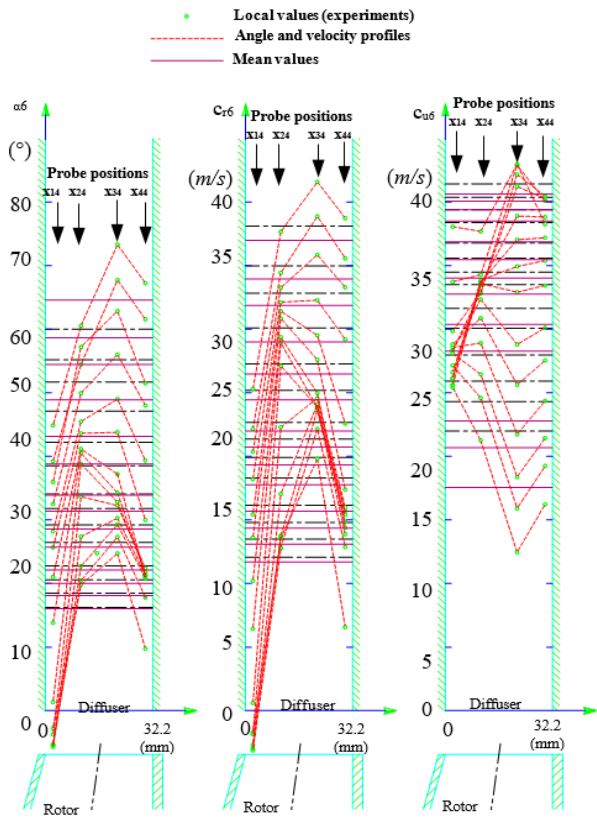 Local values (experiments)
Angle and velocity profiles
Mean values
α6
(°)
Probe positions
x14 x24 x34 x44
80
70
60
50
40
30
20
10
0
0
Diffuser
32.2
(mm)
Rotor
cr6
(m/s)
Probe positions
x14 x24 x34 x44
40
35
30
25
20
15
10
5
0
0
Diffuser
32.2
(mm)
Rotor
cu6
(m/s)
Probe positions
x14 x24 x34 x44
40
35
30
25
20
15
10
5
0
0
Diffuser
32.2
(mm)
Rotor